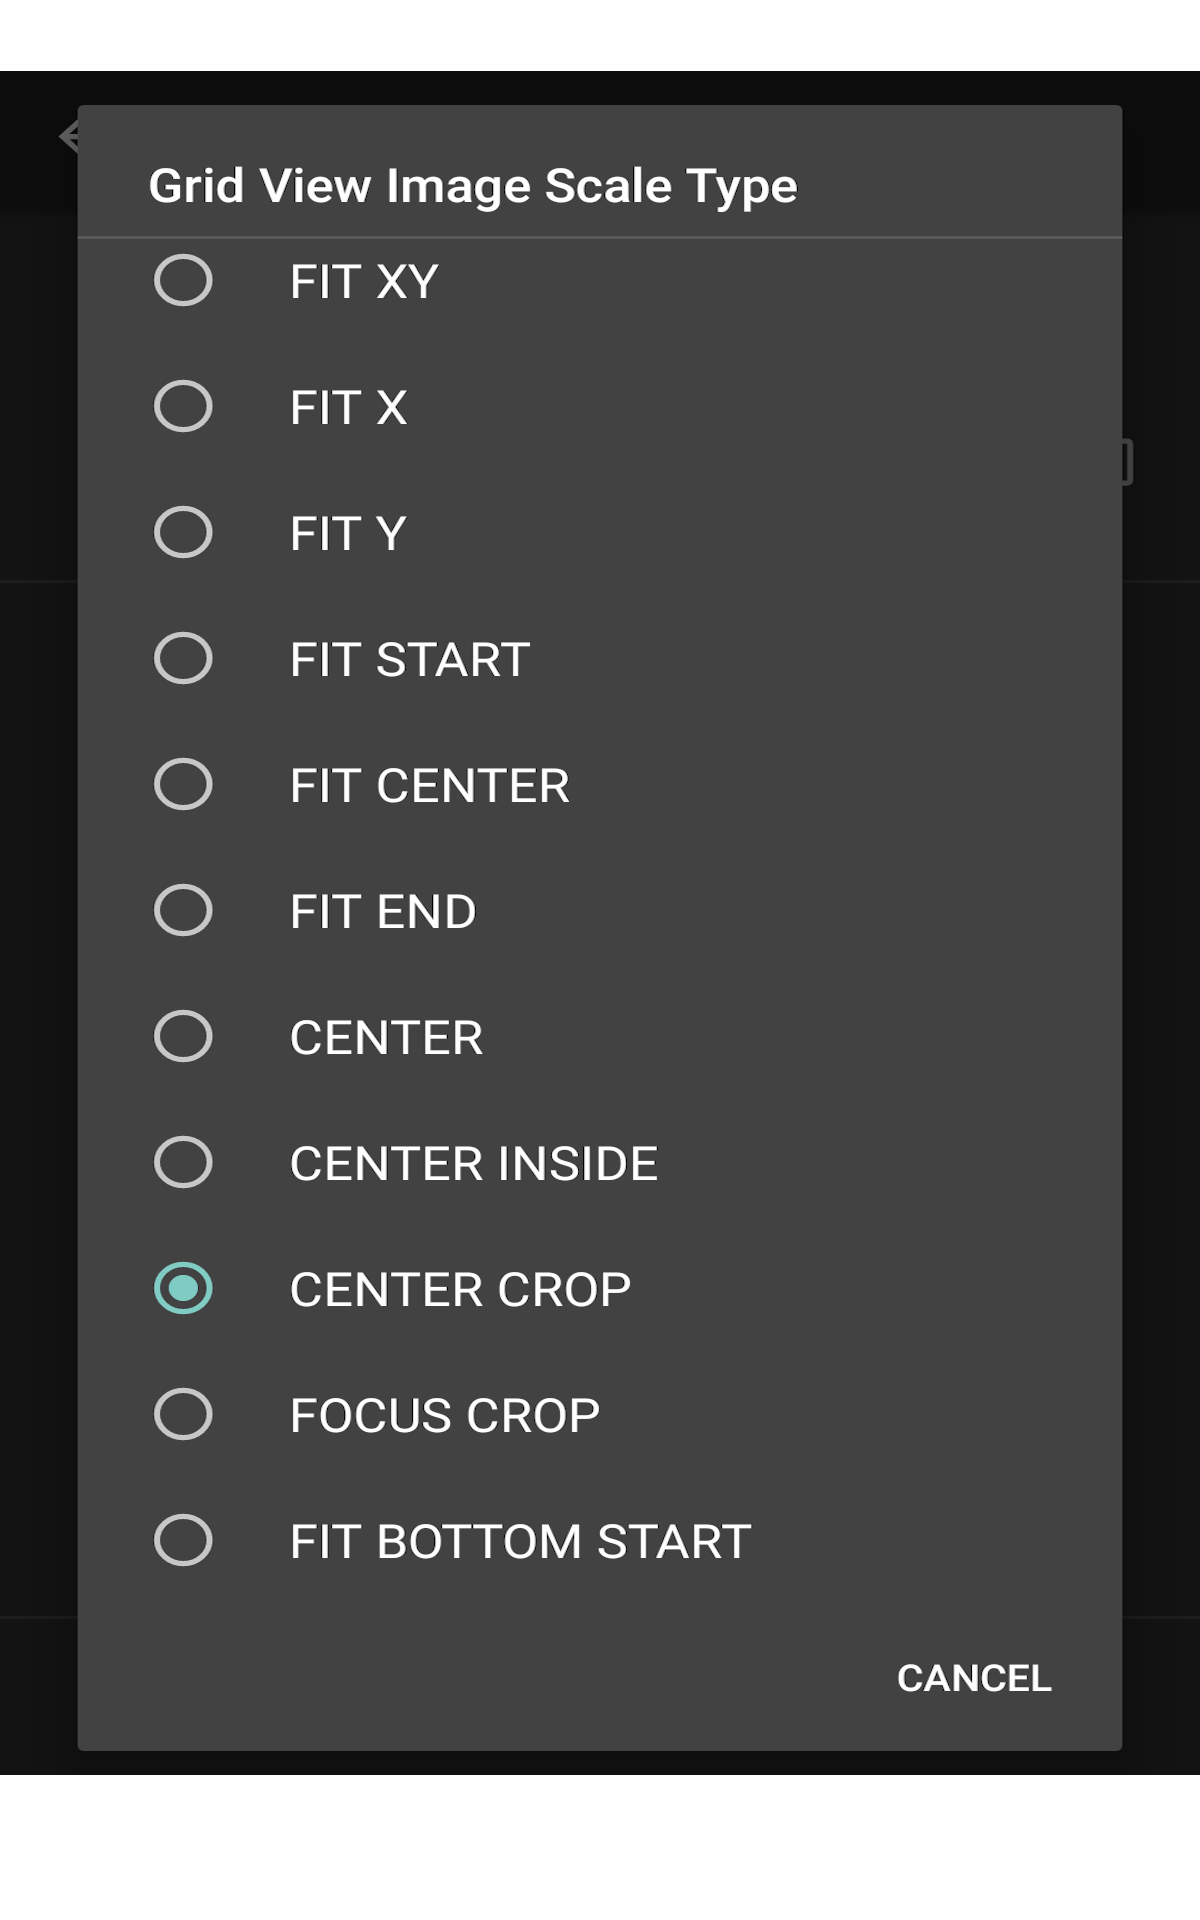 Grid View Image Scale Type
FIT XY
FIT X
FIT Y
FIT START
FIT CENTER
FIT END
CENTER
CENTER INSIDE
CENTER CROP
FOCUS CROP
FIT BOTTOM START
CANCEL